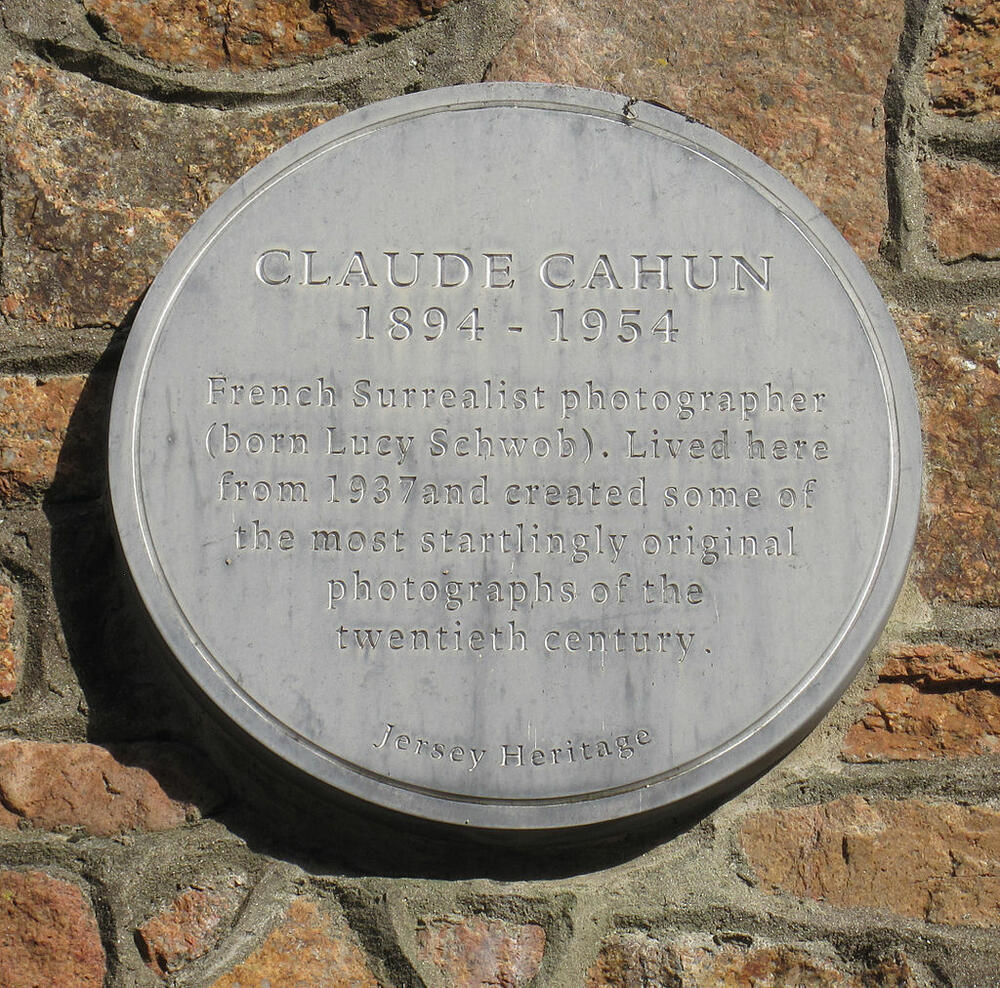 CLAUDE CAHUN
1894 - 1954
French Surrealist photographer
(born Lucy Schwob). Lived here
from 1937and created some of
the most startlingly original
photographs of the
twentieth century.
Jersey Heritage